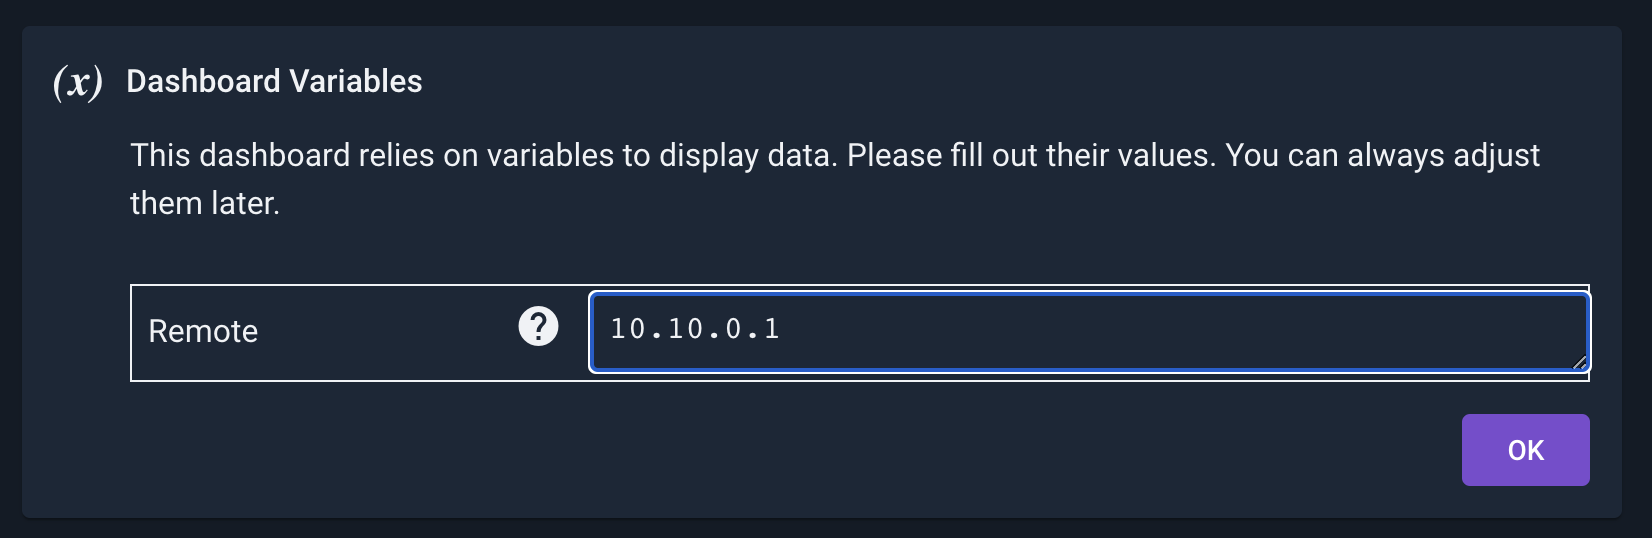 (x) Dashboard Variables
This dashboard relies on variables to display data. Please fill out their values. You can always adjust
them later.
Remote ? 10.10.0.1
OK